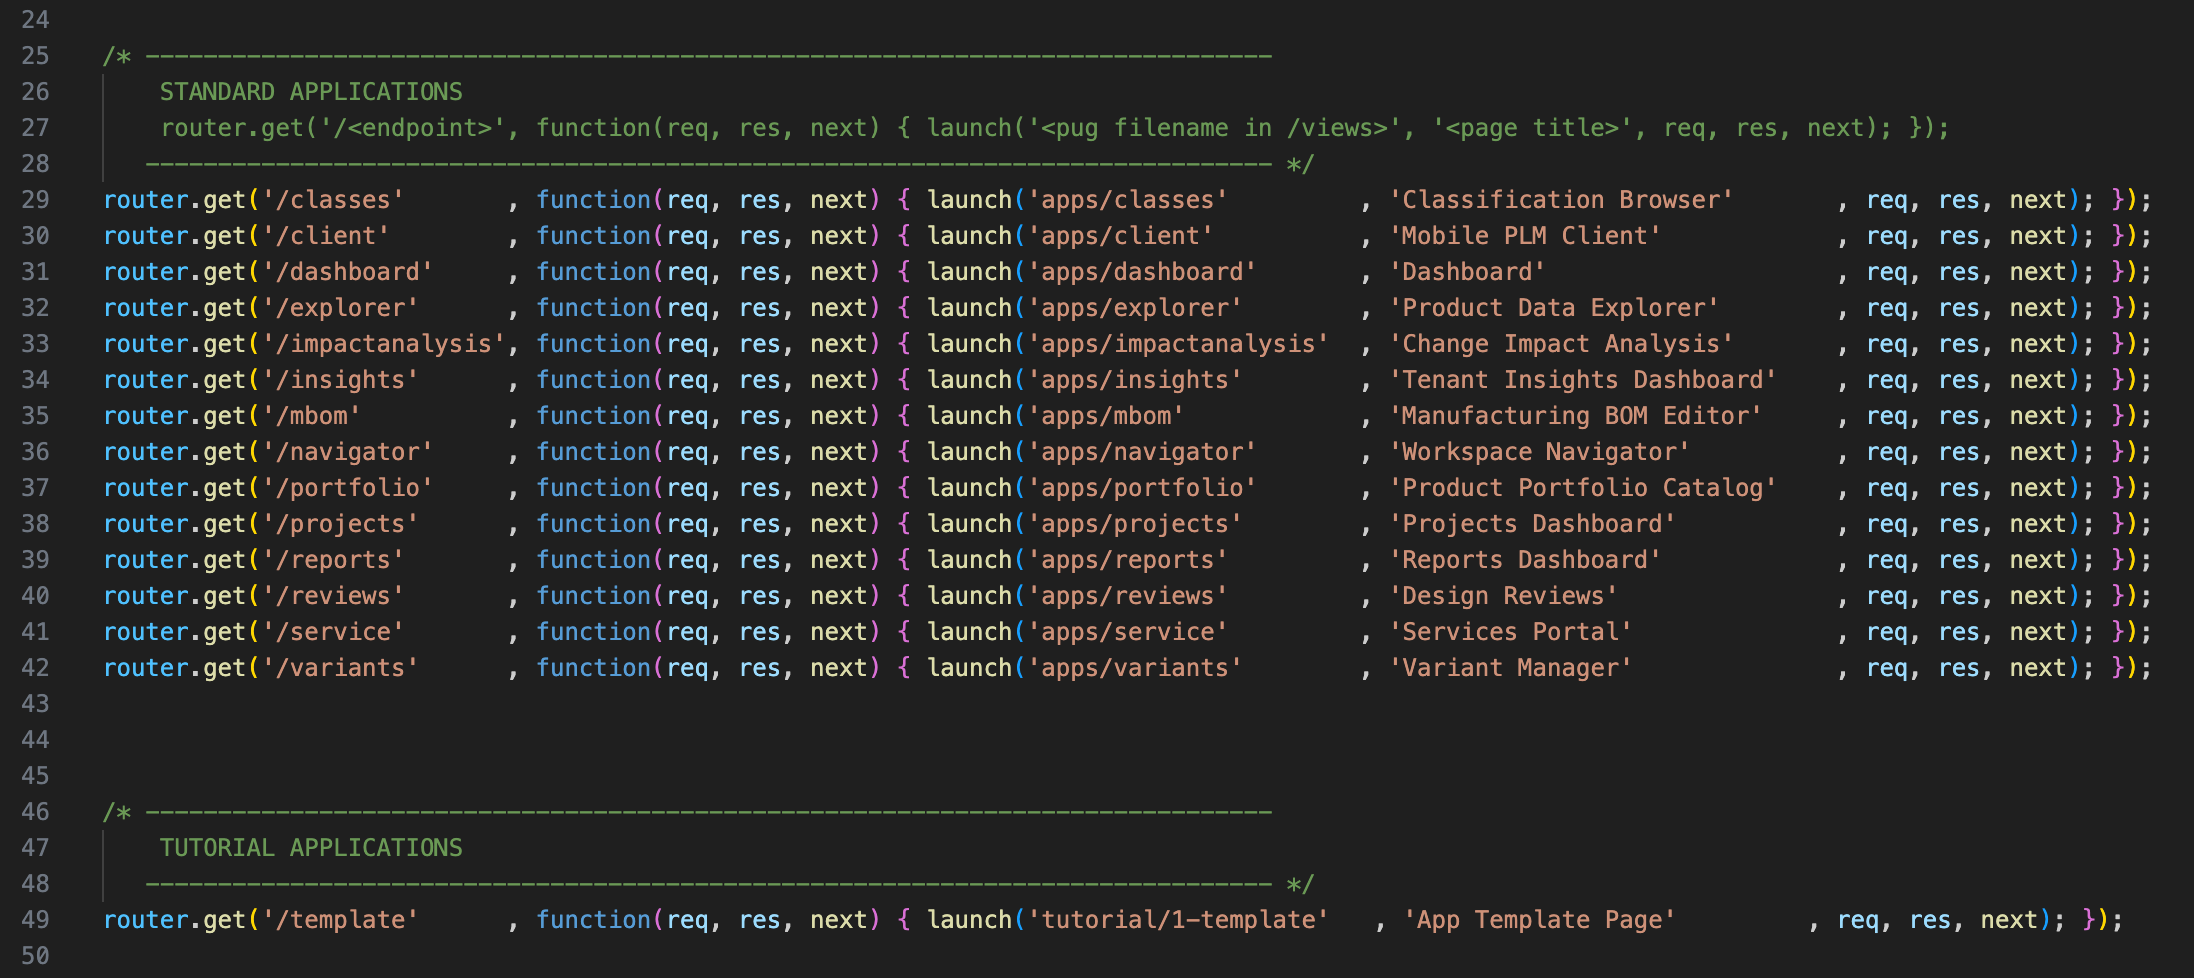 24
25 /* ------------------------------------------------------------------------------
26 STANDARD APPLICATIONS
27 router.get('/<endpoint>', function(req, res, next) { launch('<pug filename in /views>', '<page title>', req, res, next); });
28 ------------------------------------------------------------------------------ */
29 router.get('/classes'       , function(req, res, next) { launch('apps/classes'         , 'Classification Browser'       , req, res, next); });
30 router.get('/client'        , function(req, res, next) { launch('apps/client'          , 'Mobile PLM Client'            , req, res, next); });
31 router.get('/dashboard'     , function(req, res, next) { launch('apps/dashboard'       , 'Dashboard'                    , req, res, next); });
32 router.get('/explorer'      , function(req, res, next) { launch('apps/explorer'        , 'Product Data Explorer'        , req, res, next); });
33 router.get('/impactanalysis', function(req, res, next) { launch('apps/impactanalysis'  , 'Change Impact Analysis'       , req, res, next); });
34 router.get('/insights'      , function(req, res, next) { launch('apps/insights'        , 'Tenant Insights Dashboard'    , req, res, next); });
35 router.get('/mbom'          , function(req, res, next) { launch('apps/mbom'            , 'Manufacturing BOM Editor'     , req, res, next); });
36 router.get('/navigator'     , function(req, res, next) { launch('apps/navigator'       , 'Workspace Navigator'          , req, res, next); });
37 router.get('/portfolio'     , function(req, res, next) { launch('apps/portfolio'       , 'Product Portfolio Catalog'    , req, res, next); });
38 router.get('/projects'      , function(req, res, next) { launch('apps/projects'        , 'Projects Dashboard'           , req, res, next); });
39 router.get('/reports'       , function(req, res, next) { launch('apps/reports'         , 'Reports Dashboard'            , req, res, next); });
40 router.get('/reviews'       , function(req, res, next) { launch('apps/reviews'         , 'Design Reviews'               , req, res, next); });
41 router.get('/service'       , function(req, res, next) { launch('apps/service'         , 'Services Portal'              , req, res, next); });
42 router.get('/variants'      , function(req, res, next) { launch('apps/variants'        , 'Variant Manager'              , req, res, next); });
43
44
45
46 /* ------------------------------------------------------------------------------
47 TUTORIAL APPLICATIONS
48 ------------------------------------------------------------------------------ */
49 router.get('/template'      , function(req, res, next) { launch('tutorial/1-template'   , 'App Template Page'         , req, res, next); });
50